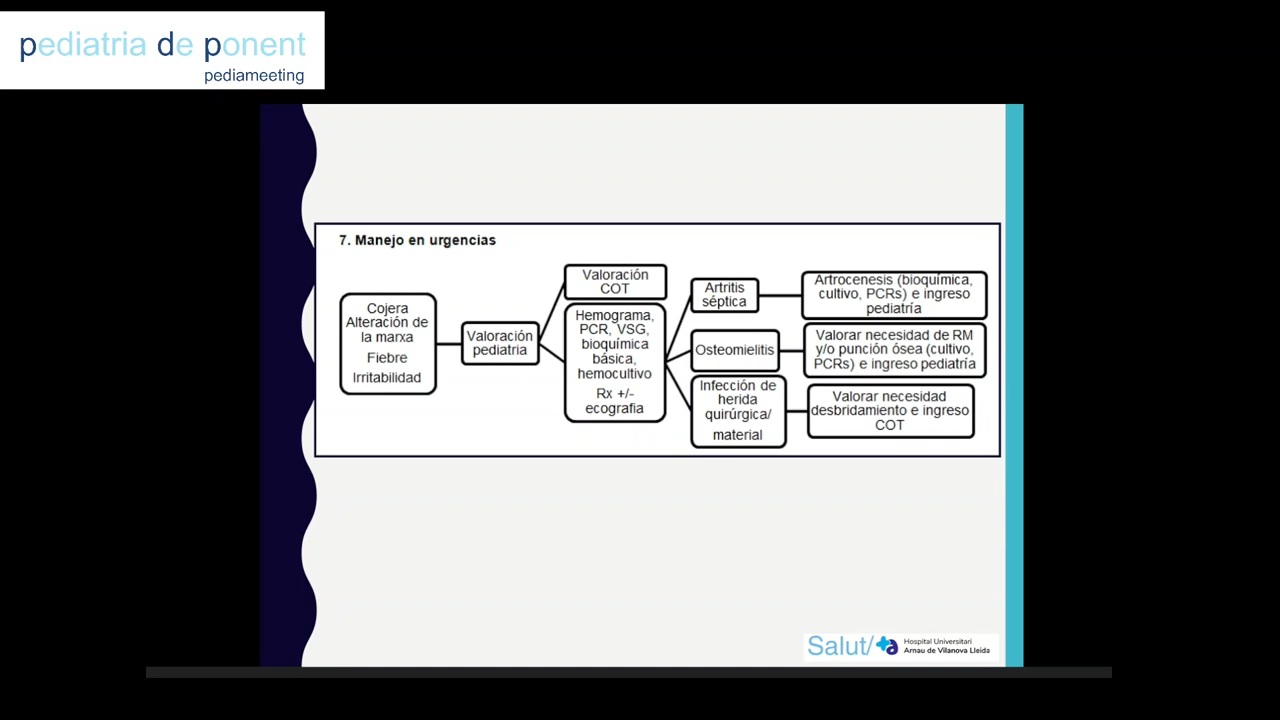 pediatria de ponent
pediameeting
7. Manejo en urgencias
Cojera
Alteración de
la marxa
Fiebre
Irritabilidad
Valoración
pediatria
Valoración
COT
Hemograma,
PCR, VSG,
bioquímica
básica,
hemocultivo
Rx +/-
ecografia
Artritis
séptica
Artrocenesis (bioquímica,
cultivo, PCRs) e ingreso
pediatría
Osteomielitis
Valorar necesidad de RM
y/o punción ósea (cultivo,
PCRs) e ingreso pediatría
Infección de
herida
quirúrgica/
material
Valorar necesidad
desbridamiento e ingreso
COT
Salut/
Hospital Universitari
Arnau de Vilanova Lleida